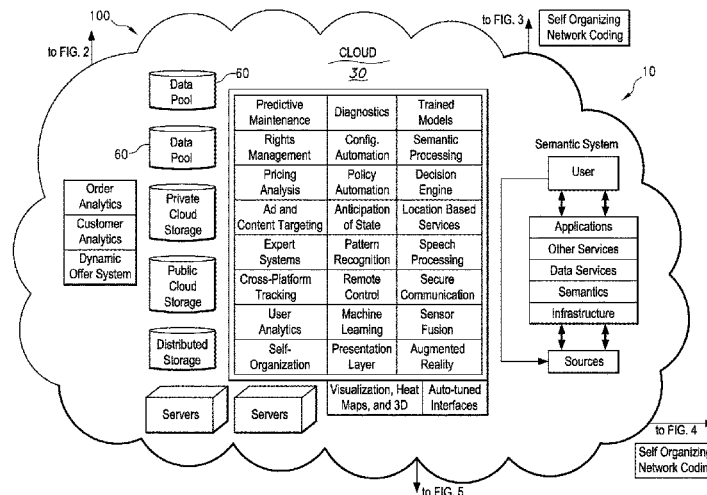 100
to FIG. 2
to FIG. 3
Self Organizing
Network Coding
10
CLOUD
30
Data
Pool
60
60
Data
Pool
Private
Cloud
Storage
Public
Cloud
Storage
Distributed
Storage
Servers
Servers
Order
Analytics
Customer
Analytics
Dynamic
Offer System
Predictive
Maintenance
Diagnostics
Trained
Models
Rights
Management
Config.
Automation
Semantic
Processing
Pricing
Analysis
Policy
Automation
Decision
Engine
Ad and
Content Targeting
Anticipation
of State
Location Based
Services
Expert
Systems
Pattern
Recognition
Speech
Processing
Cross-Platform
Tracking
Remote
Control
Secure
Communication
User
Analytics
Machine
Learning
Sensor
Fusion
Self-
Organization
Presentation
Layer
Augmented
Reality
Visualization, Heat
Maps, and 3D
Auto-tuned
Interfaces
Semantic System
User
Applications
Other Services
Data Services
Semantics
Infrastructure
Sources
to FIG. 4
Self Organizing
Network Coding
to FIG. 5